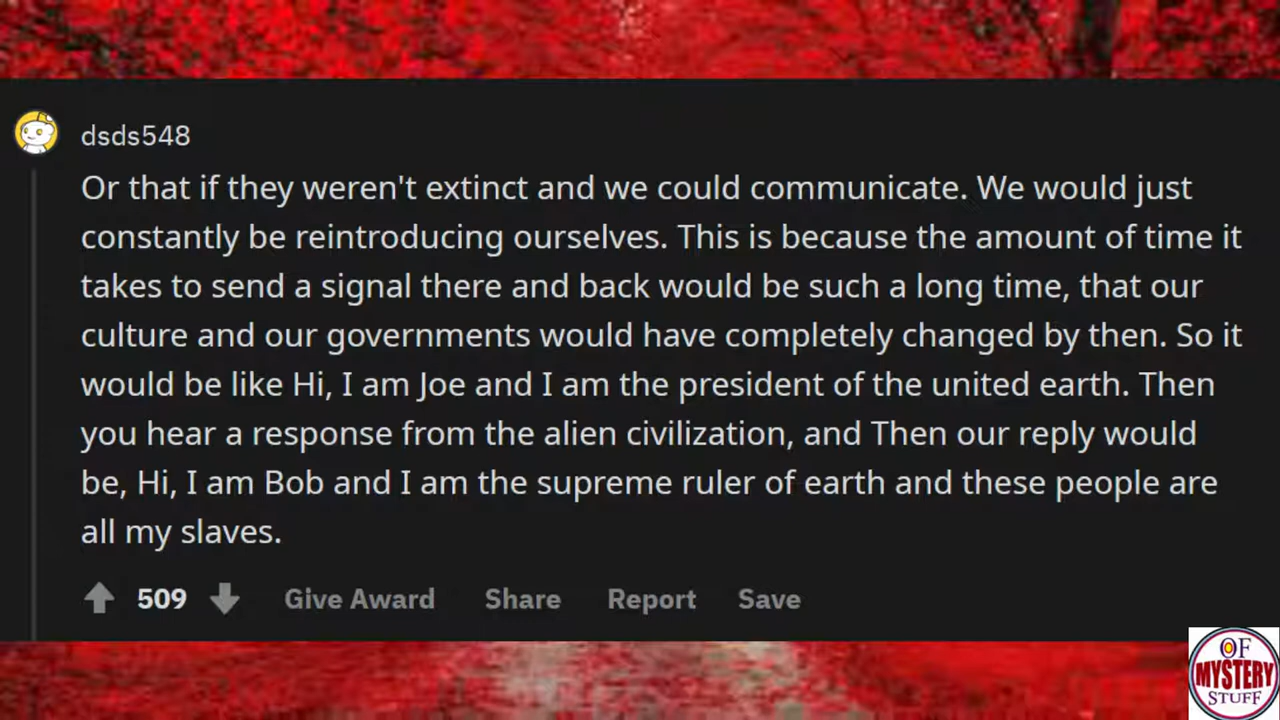 dsds548
Or that if they weren't extinct and we could communicate. We would just
constantly be reintroducing ourselves. This is because the amount of time it
takes to send a signal there and back would be such a long time, that our
culture and our governments would have completely changed by then. So it
would be like Hi, I am Joe and I am the president of the united earth. Then
you hear a response from the alien civilization, and Then our reply would
be, Hi, I am Bob and I am the supreme ruler of earth and these people are
all my slaves.
509 Give Award Share Report Save
OF
MYSTERY
STUFF